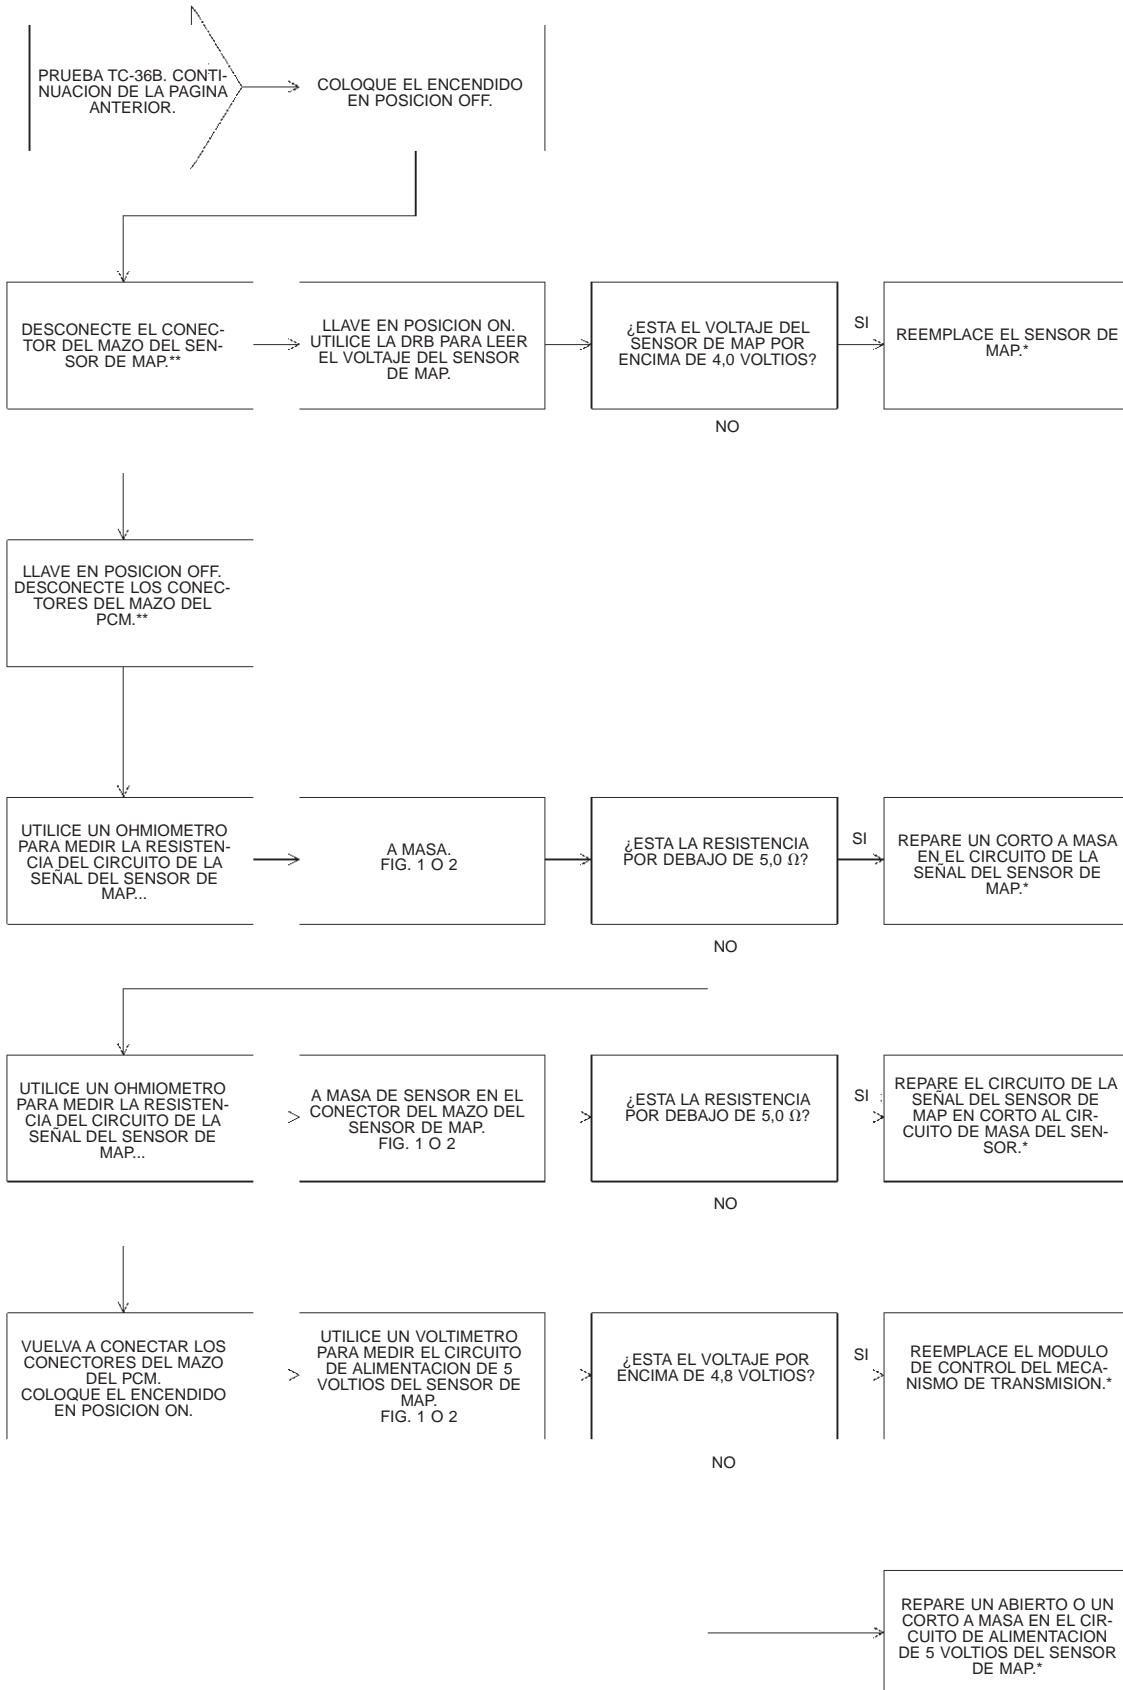 PRUEBA TC-36B. CONTI-
NUACION DE LA PAGINA
ANTERIOR.
COLOQUE EL ENCENDIDO
EN POSICION OFF.
DESCONECTE EL CONEC-
TOR DEL MAZO DEL SEN-
SOR DE MAP.**
LLAVE EN POSICION ON.
UTILICE LA DRB PARA LEER
EL VOLTAJE DEL SENSOR
DE MAP.
¿ESTA EL VOLTAJE DEL
SENSOR DE MAP POR
ENCIMA DE 4,0 VOLTIOS?
SI
REEMPLACE EL SENSOR DE
MAP.*
NO
LLAVE EN POSICION OFF.
DESCONECTE LOS CONEC-
TORES DEL MAZO DEL
PCM.**
UTILICE UN OHMIOMETRO
PARA MEDIR LA RESISTEN-
CIA DEL CIRCUITO DE LA
SEÑAL DEL SENSOR DE
MAP...
A MASA.
FIG. 1 O 2
¿ESTA LA RESISTENCIA
POR DEBAJO DE 5,0 Ω?
SI
REPARE UN CORTO A MASA
EN EL CIRCUITO DE LA
SEÑAL DEL SENSOR DE
MAP.*
NO
UTILICE UN OHMIOMETRO
PARA MEDIR LA RESISTEN-
CIA DEL CIRCUITO DE LA
SEÑAL DEL SENSOR DE
MAP...
A MASA DE SENSOR EN EL
CONECTOR DEL MAZO DEL
SENSOR DE MAP.
FIG. 1 O 2
¿ESTA LA RESISTENCIA
POR DEBAJO DE 5,0 Ω?
SI
REPARE EL CIRCUITO DE LA
SEÑAL DEL SENSOR DE
MAP EN CORTO AL CIR-
CUITO DE MASA DEL SEN-
SOR.*
NO
VUELVA A CONECTAR LOS
CONECTORES DEL MAZO
DEL PCM.
COLOQUE EL ENCENDIDO
EN POSICION ON.
UTILICE UN VOLTIMETRO
PARA MEDIR EL CIRCUITO
DE ALIMENTACION DE 5
VOLTIOS DEL SENSOR DE
MAP.
FIG. 1 O 2
¿ESTA EL VOLTAJE POR
ENCIMA DE 4,8 VOLTIOS?
SI
REEMPLACE EL MODULO
DE CONTROL DEL MECA-
NISMO DE TRANSMISION.*
NO
REPARE UN ABIERTO O UN
CORTO A MASA EN EL CIR-
CUITO DE ALIMENTACION
DE 5 VOLTIOS DEL SENSOR
DE MAP.*